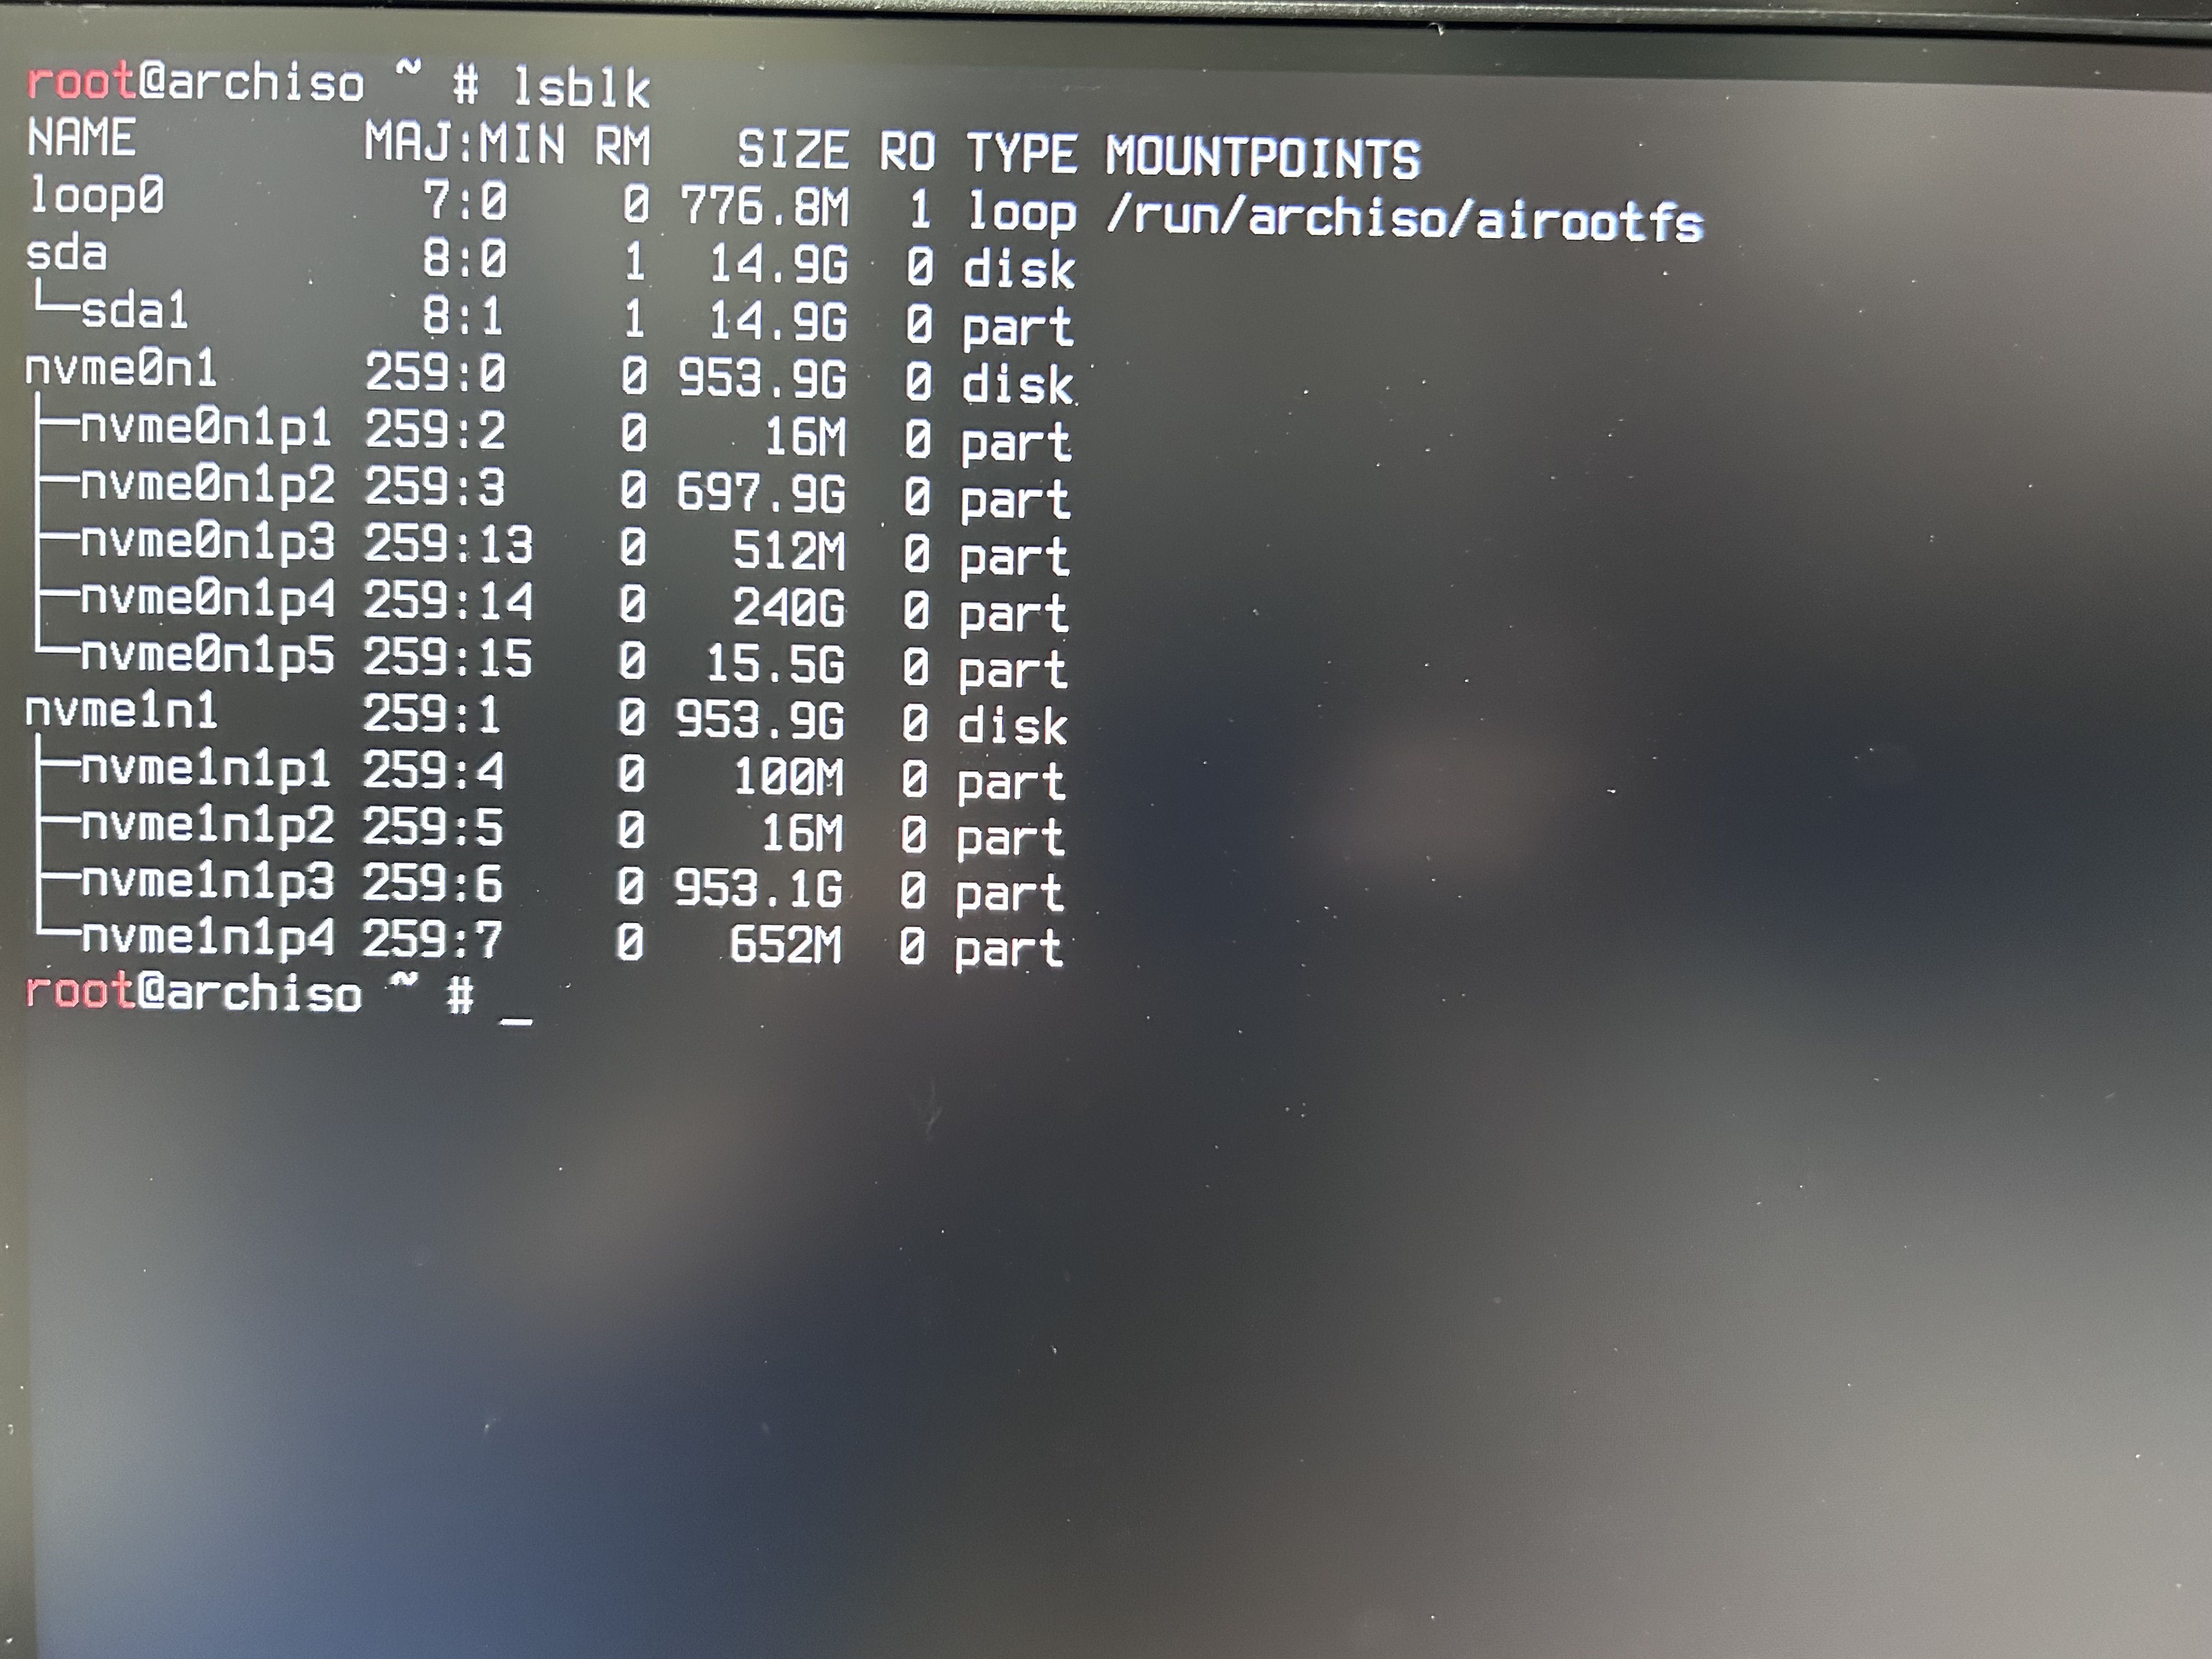 root@archiso ~ # lsblk
NAME        MAJ:MIN RM   SIZE RO TYPE MOUNTPOINTS
loop0         7:0    0 776.8M  1 loop /run/archiso/airootfs
sda           8:0    1  14.9G  0 disk
└─sda1        8:1    1  14.9G  0 part
nvme0n1     259:0    0 953.9G  0 disk
├─nvme0n1p1 259:2    0    16M  0 part
├─nvme0n1p2 259:3    0 697.9G  0 part
├─nvme0n1p3 259:13   0   512M  0 part
├─nvme0n1p4 259:14   0   240G  0 part
└─nvme0n1p5 259:15   0  15.5G  0 part
nvme1n1     259:1    0 953.9G  0 disk
├─nvme1n1p1 259:4    0   100M  0 part
├─nvme1n1p2 259:5    0    16M  0 part
├─nvme1n1p3 259:6    0 953.1G  0 part
└─nvme1n1p4 259:7    0   652M  0 part
root@archiso ~ # _